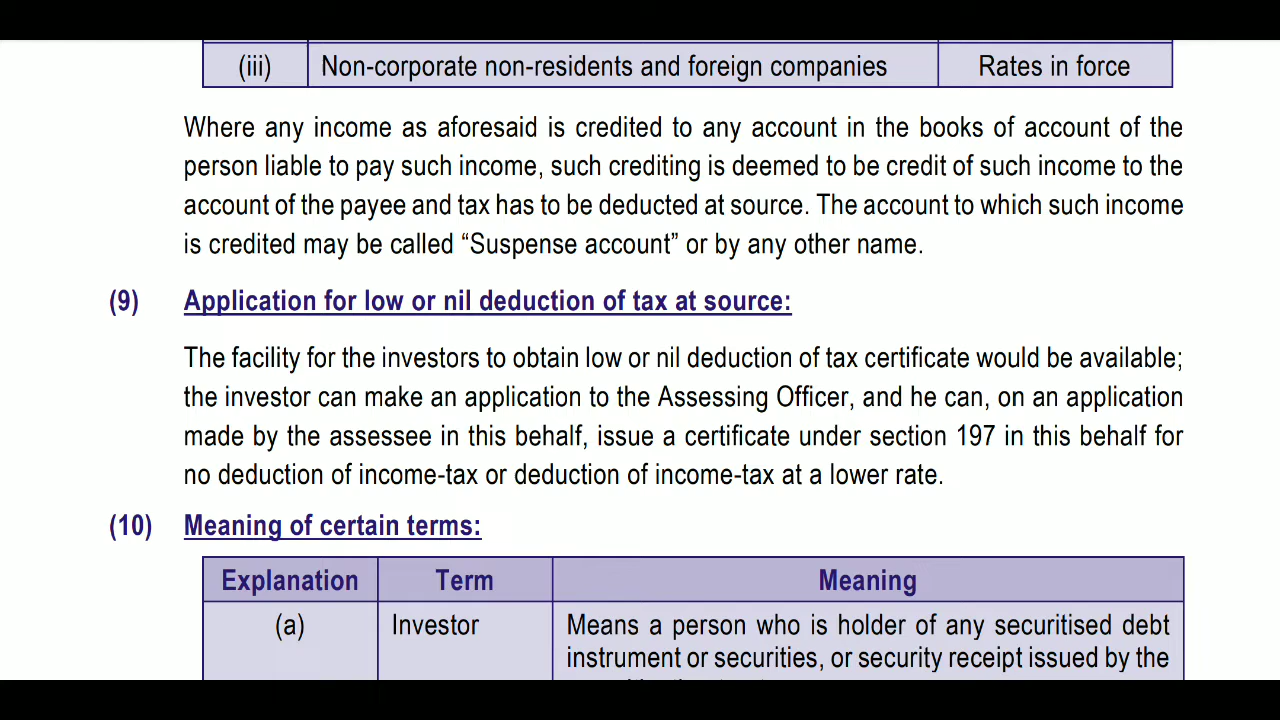 (iii) Non-corporate non-residents and foreign companies Rates in force
Where any income as aforesaid is credited to any account in the books of account of the
person liable to pay such income, such crediting is deemed to be credit of such income to the
account of the payee and tax has to be deducted at source. The account to which such income
is credited may be called “Suspense account” or by any other name.
(9) Application for low or nil deduction of tax at source:
The facility for the investors to obtain low or nil deduction of tax certificate would be available;
the investor can make an application to the Assessing Officer, and he can, on an application
made by the assessee in this behalf, issue a certificate under section 197 in this behalf for
no deduction of income-tax or deduction of income-tax at a lower rate.
(10) Meaning of certain terms:
Explanation Term Meaning
(a) Investor Means a person who is holder of any securitised debt
instrument or securities, or security receipt issued by the